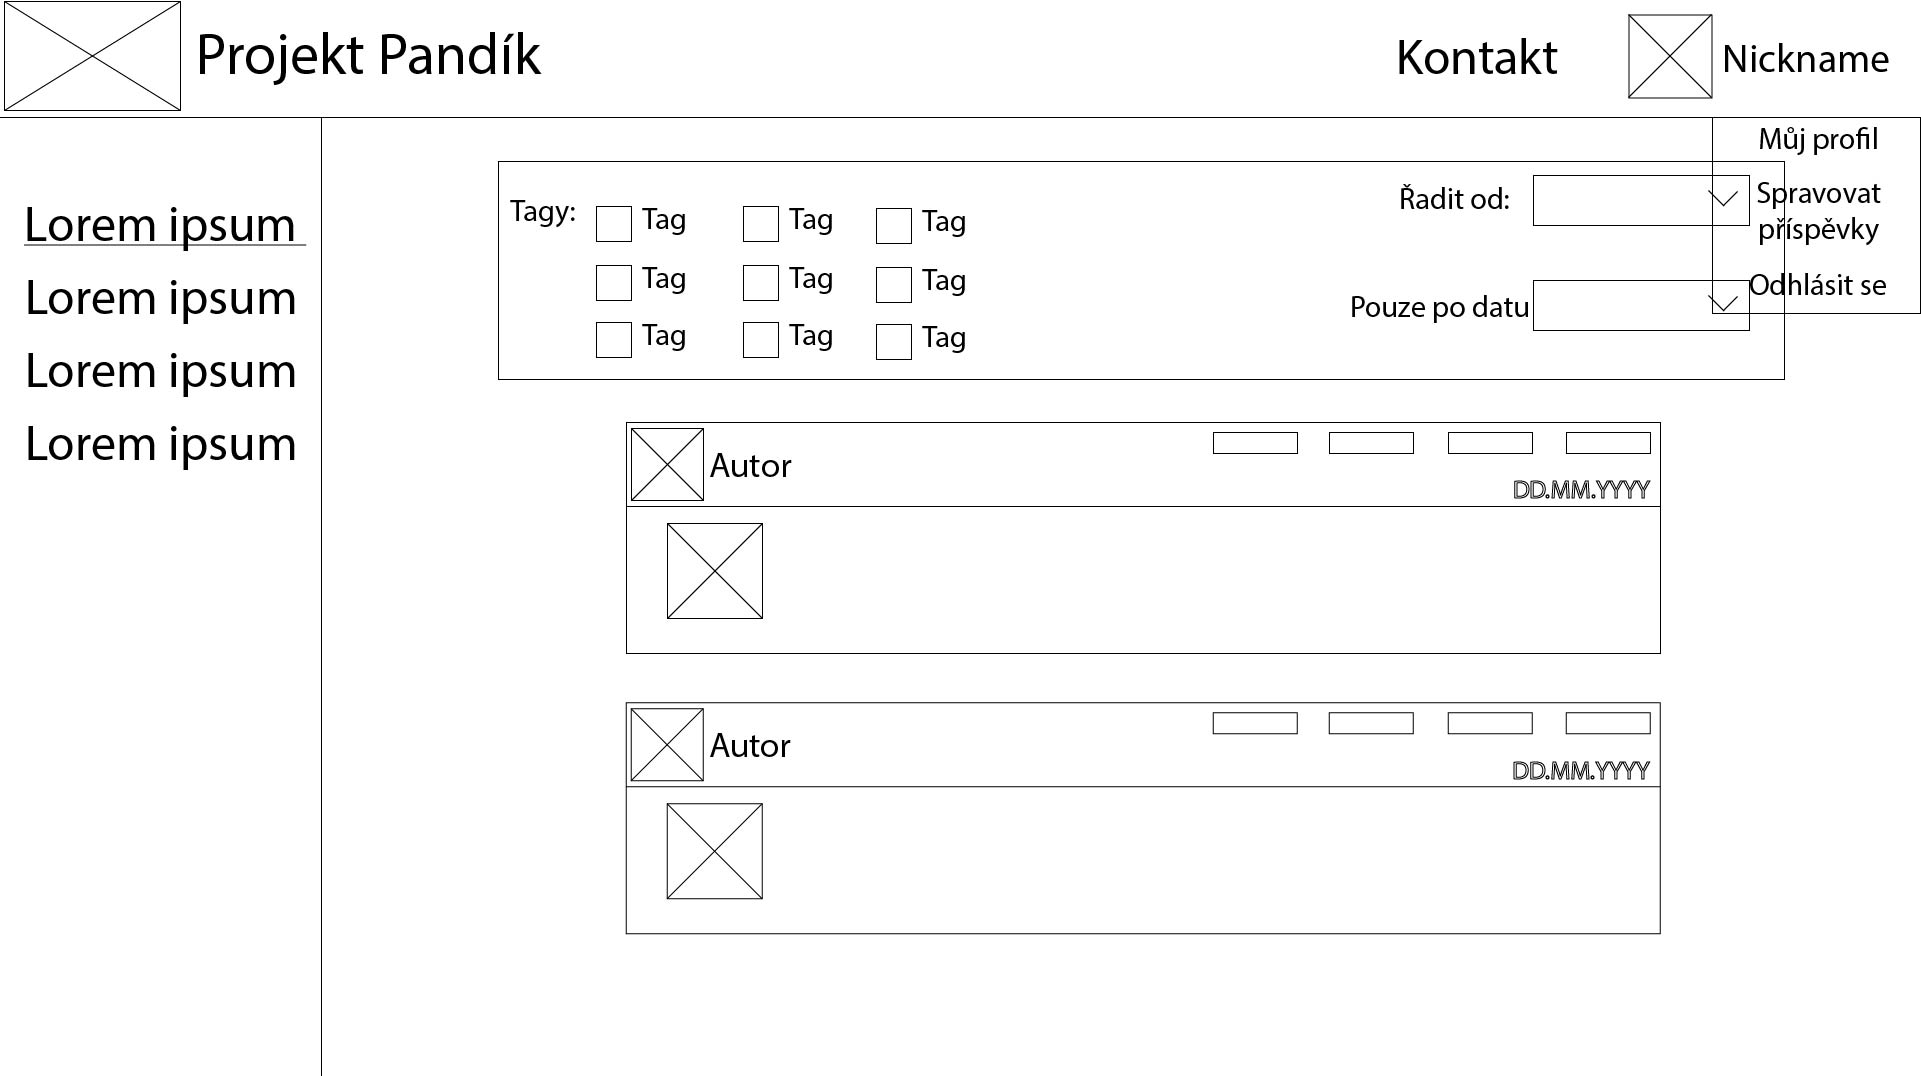 Projekt Pandík
Kontakt
Nickname
Můj profil
Spravovat
příspěvky
Odhlásit se
Lorem ipsum
Lorem ipsum
Lorem ipsum
Lorem ipsum
Tagy:
Tag Tag Tag
Tag Tag Tag
Tag Tag Tag
Řadit od:
Pouze po datu
Autor
DD.MM.YYYY
Autor
DD.MM.YYYY